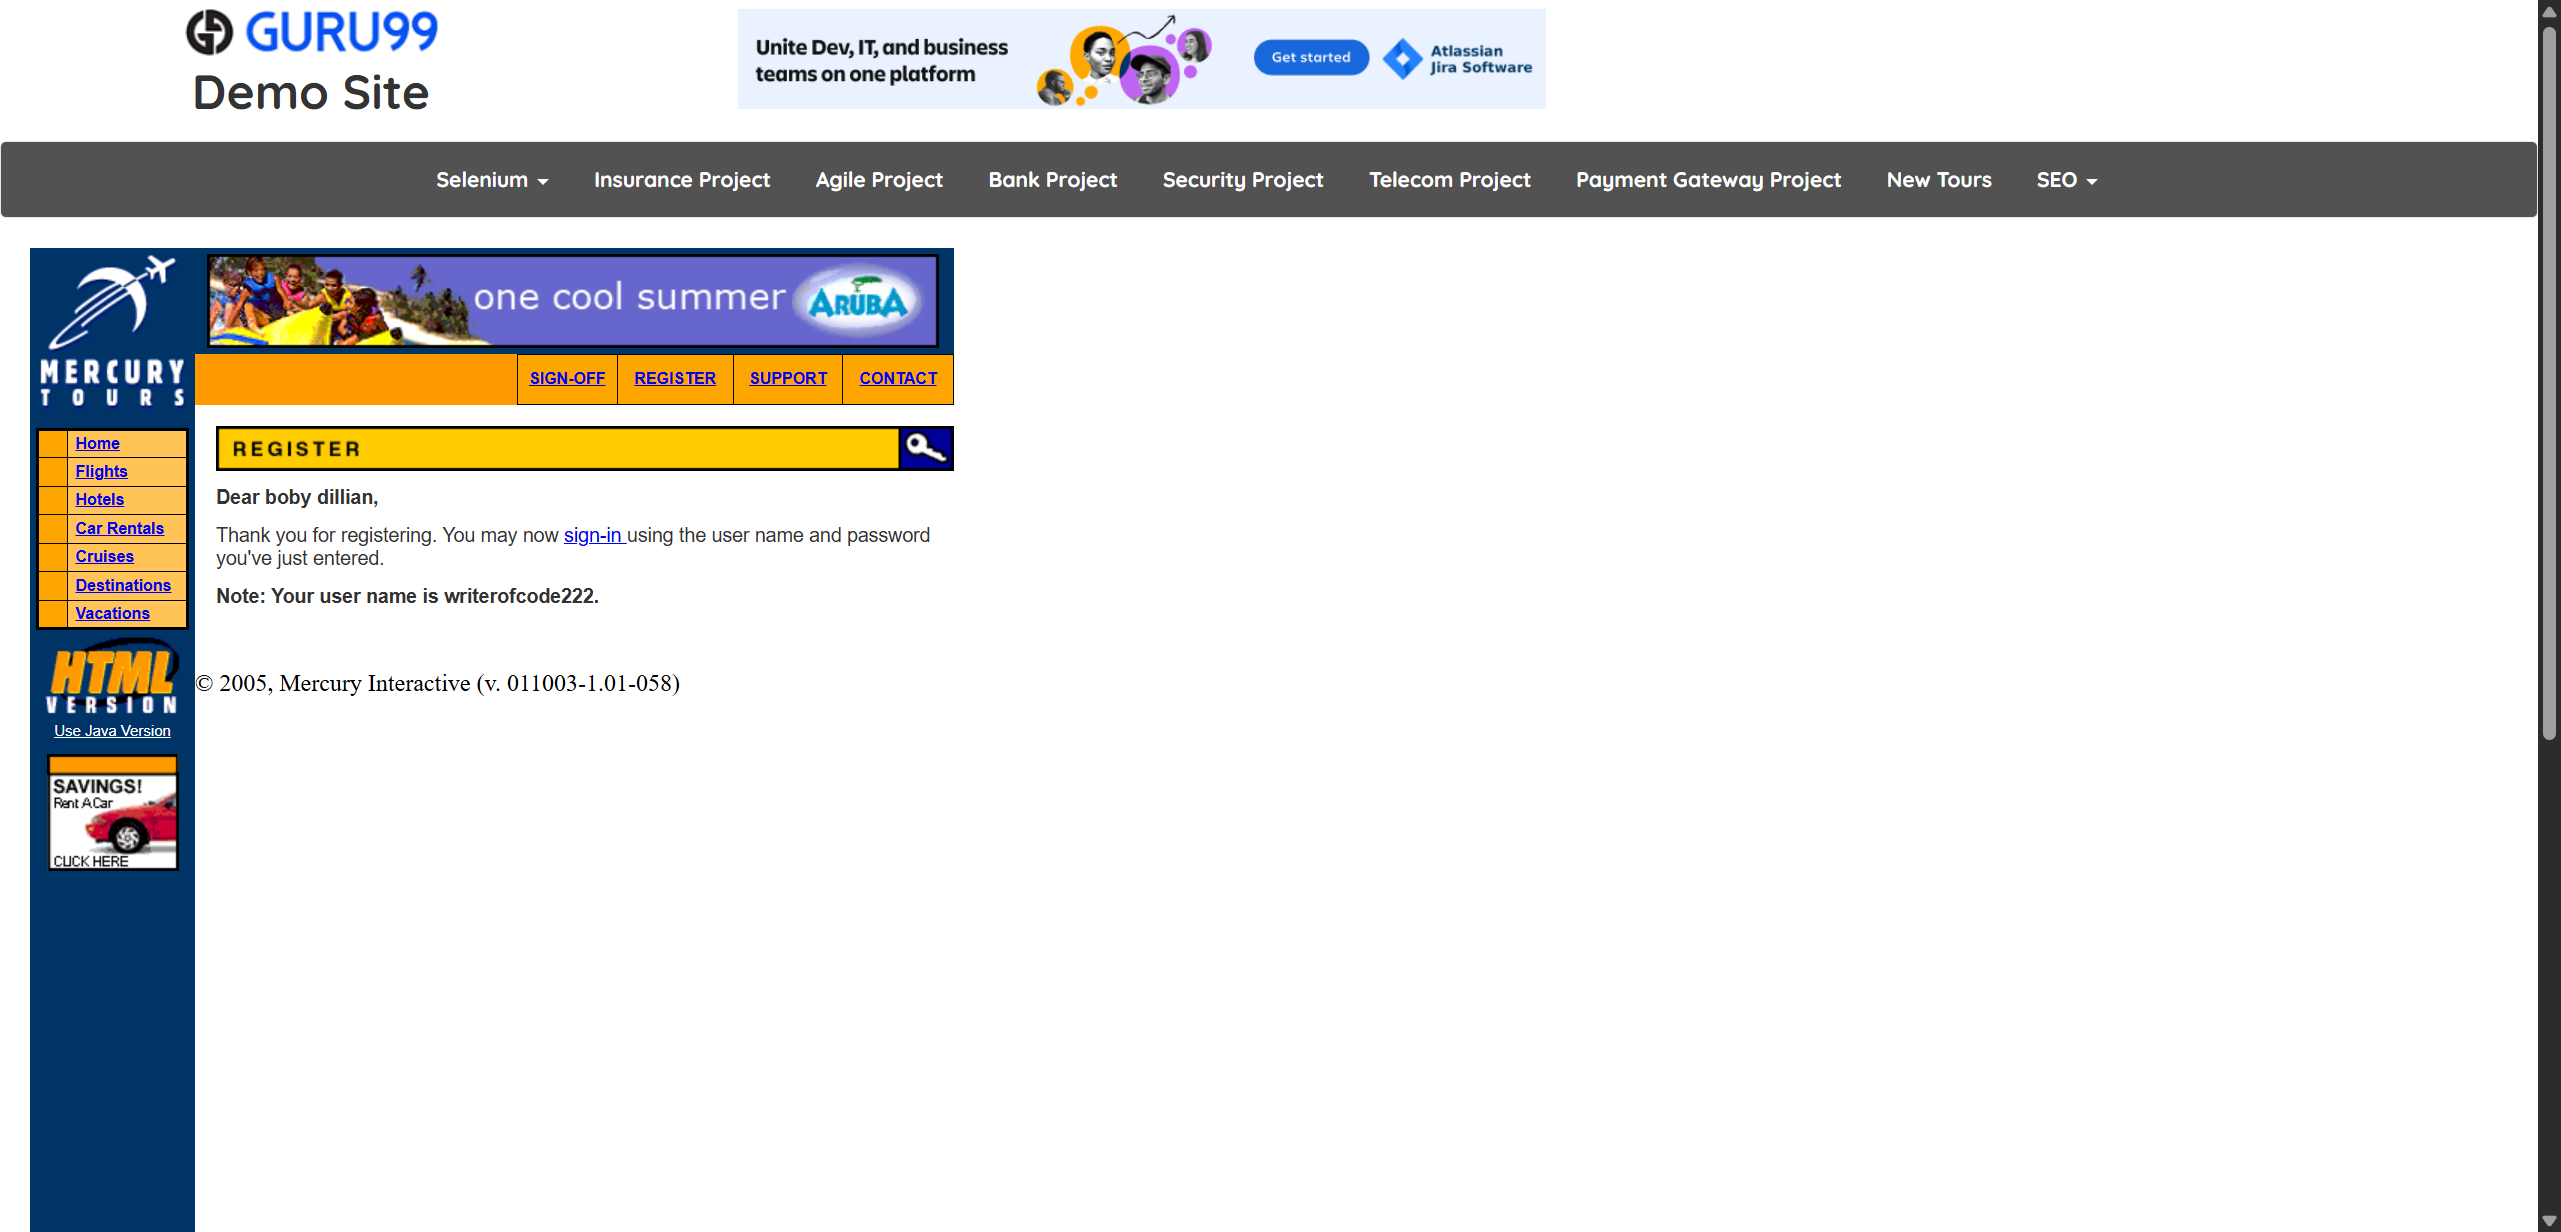 GURU99
Demo Site
Unite Dev, IT, and business
teams on one platform
Get started
Atlassian
Jira Software
Selenium
Insurance Project
Agile Project
Bank Project
Security Project
Telecom Project
Payment Gateway Project
New Tours
SEO
MERCURY
TOURS
one cool summer
ARUBA
SIGN-OFF
REGISTER
SUPPORT
CONTACT
Home
Flights
Hotels
Car Rentals
Cruises
Destinations
Vacations
HTML
VERSION
Use Java Version
SAVINGS!
Rent A Car
CLICK HERE
REGISTER
Dear boby dillian,
Thank you for registering. You may now sign-in using the user name and password
you've just entered.
Note: Your user name is writerofcode222.
© 2005, Mercury Interactive (v. 011003-1.01-058)